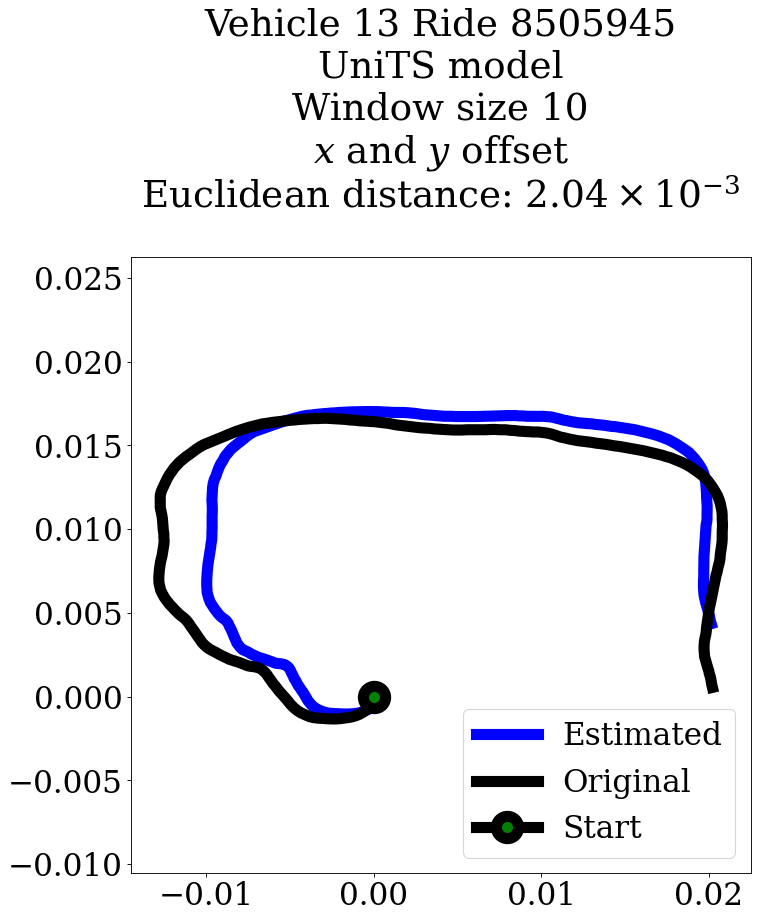 Vehicle 13 Ride 8505945
UniTS model
Window size 10
x and y offset
Euclidean distance: 2.04 × 10⁻³
0.025
0.020
0.015
0.010
0.005
0.000
−0.005
−0.010
−0.01 0.00 0.01 0.02
Estimated
Original
Start